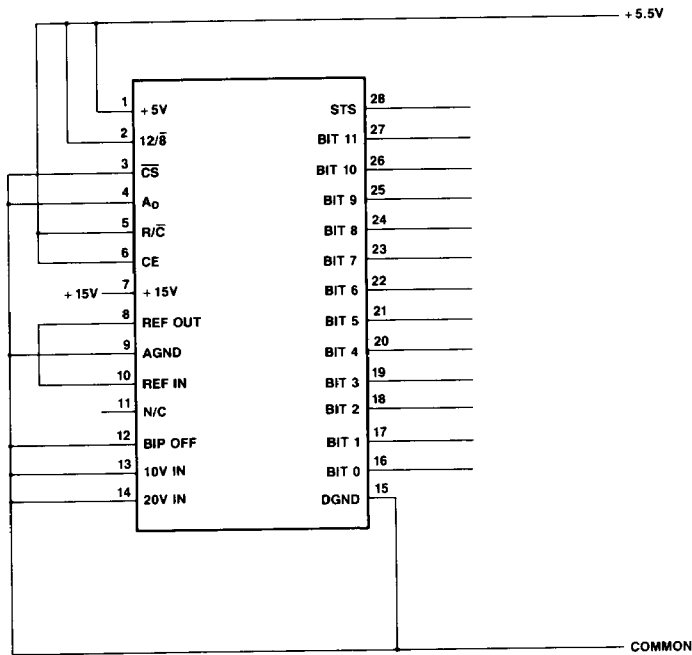 +5.5V
1 +5V
2 12/8̅
3 C̅S̅
4 A₀
5 R/C̅
6 CE
+15V 7 +15V
8 REF OUT
9 AGND
10 REF IN
11 N/C
12 BIP OFF
13 10V IN
14 20V IN
STS 28
BIT 11 27
BIT 10 26
BIT 9 25
BIT 8 24
BIT 7 23
BIT 6 22
BIT 5 21
BIT 4 20
BIT 3 19
BIT 2 18
BIT 1 17
BIT 0 16
DGND 15
COMMON